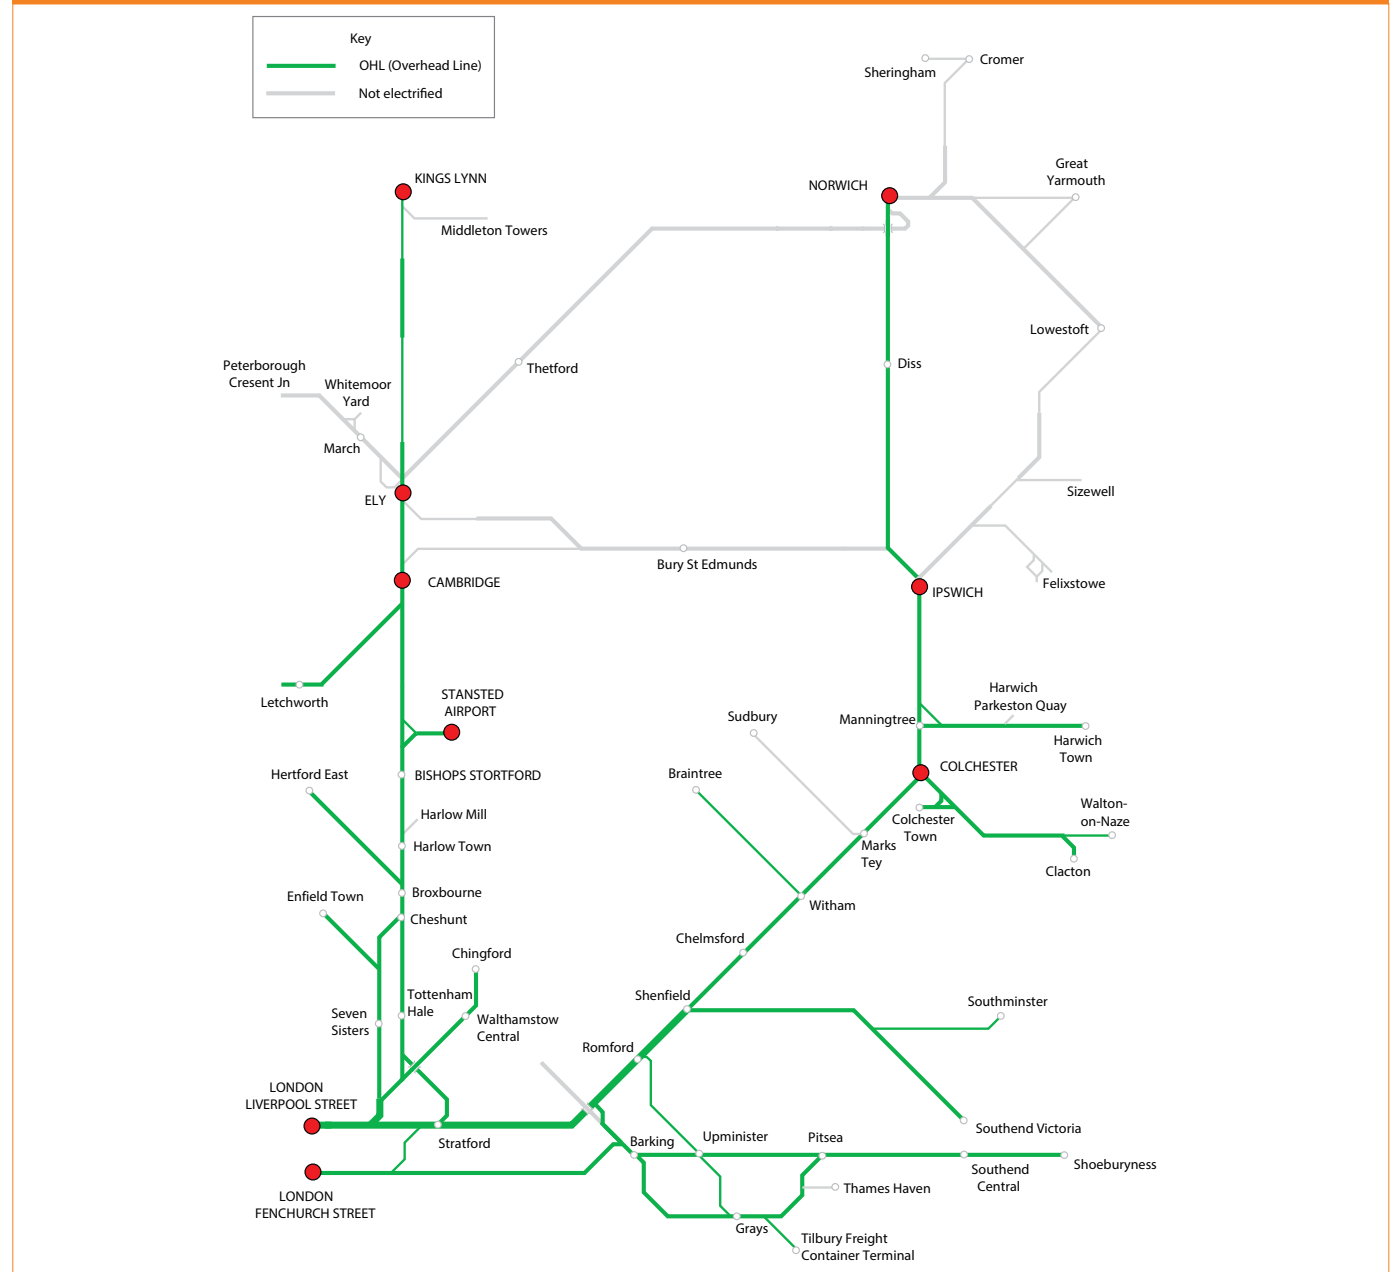 Key
OHL (Overhead Line)
Not electrified
Sheringham
Cromer
KINGS LYNN
Middleton Towers
NORWICH
Great
Yarmouth
Lowestoft
Peterborough
Cresent Jn
Whitemoor
Yard
March
Thetford
Diss
ELY
Sizewell
Bury St Edmunds
CAMBRIDGE
IPSWICH
Felixstowe
Letchworth
STANSTED
AIRPORT
Harwich
Parkeston Quay
Manningtree
Harwich
Town
Sudbury
Hertford East
BISHOPS STORTFORD
Braintree
COLCHESTER
Harlow Mill
Colchester
Town
Walton-
on-Naze
Harlow Town
Marks
Tey
Clacton
Enfield Town
Broxbourne
Cheshunt
Witham
Chingford
Chelmsford
Tottenham
Hale
Seven
Sisters
Walthamstow
Central
Shenfield
Southminster
Romford
LONDON
LIVERPOOL STREET
Stratford
Barking
Upminister
Pitsea
Southend Victoria
Southend
Central
Shoeburyness
LONDON
FENCHURCH STREET
Thames Haven
Grays
Tilbury Freight
Container Terminal